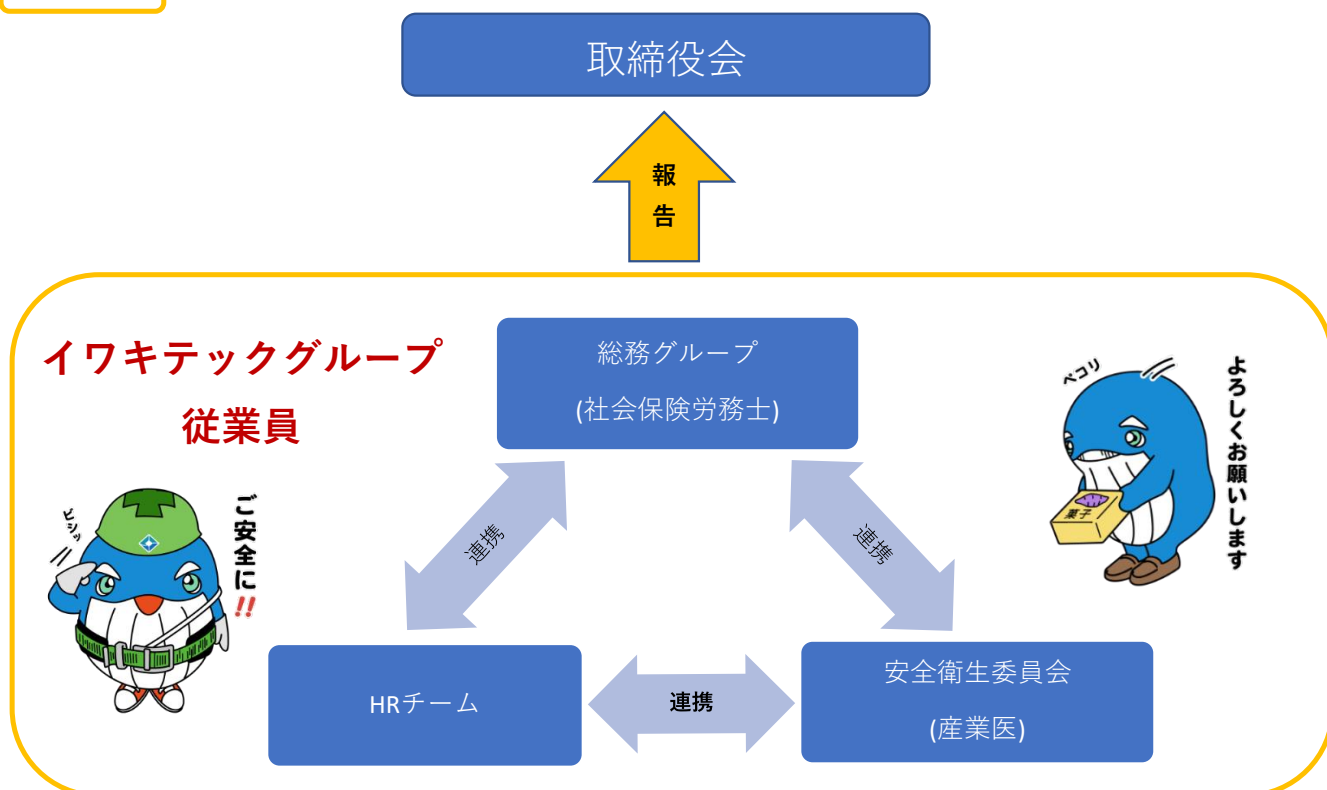 取締役会
報
告
イワキテックグループ
従業員
総務グループ
(社会保険労務士)
ペコリ
よろしくお願いします
菓子
ビシッ
ご安全に!!
連携
連携
HRチーム
連携
安全衛生委員会
(産業医)